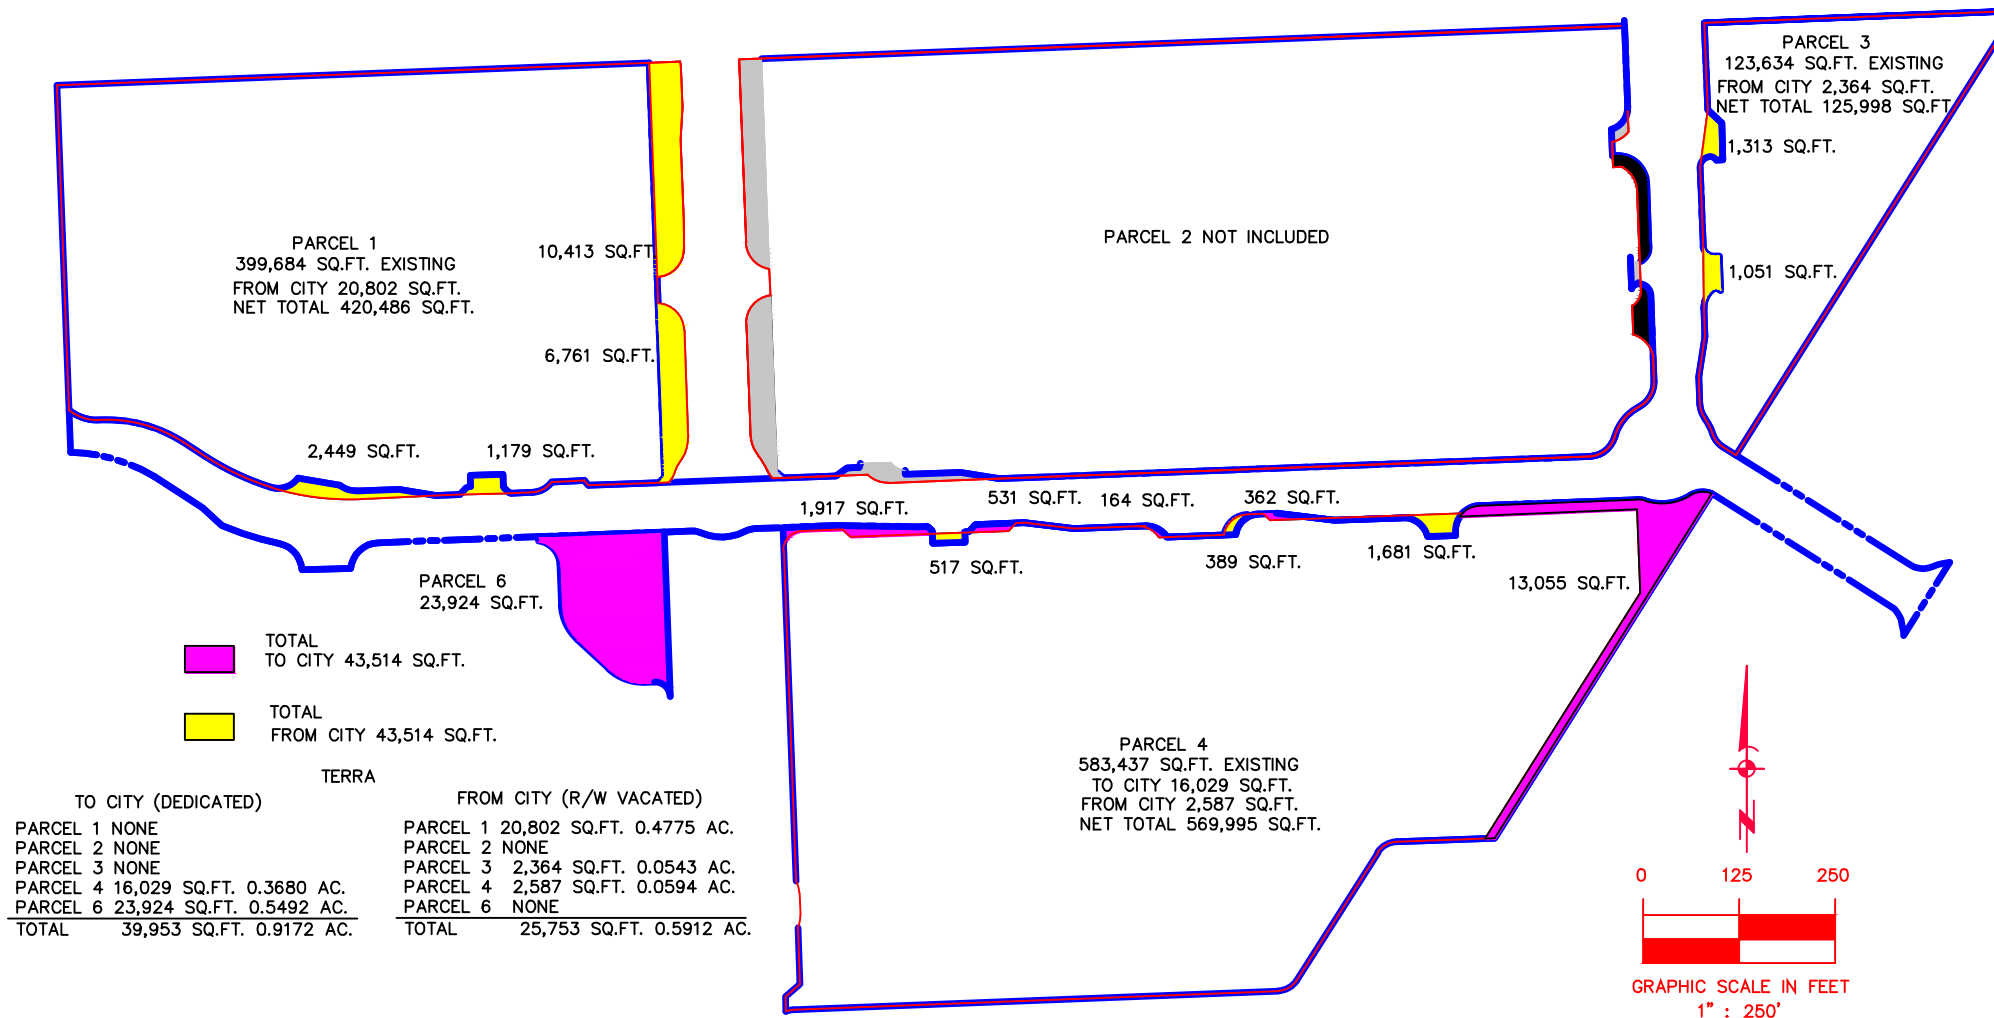 PARCEL 3
123,634 SQ.FT. EXISTING
FROM CITY 2,364 SQ.FT.
NET TOTAL 125,998 SQ.FT
1,313 SQ.FT.
1,051 SQ.FT.
PARCEL 1
399,684 SQ.FT. EXISTING
FROM CITY 20,802 SQ.FT.
NET TOTAL 420,486 SQ.FT.
10,413 SQ.FT
6,761 SQ.FT.
PARCEL 2 NOT INCLUDED
2,449 SQ.FT.
1,179 SQ.FT.
1,917 SQ.FT.
531 SQ.FT.
164 SQ.FT.
362 SQ.FT.
517 SQ.FT.
389 SQ.FT.
1,681 SQ.FT.
13,055 SQ.FT.
PARCEL 6
23,924 SQ.FT.
TOTAL
TO CITY 43,514 SQ.FT.
TOTAL
FROM CITY 43,514 SQ.FT.
PARCEL 4
583,437 SQ.FT. EXISTING
TO CITY 16,029 SQ.FT.
FROM CITY 2,587 SQ.FT.
NET TOTAL 569,995 SQ.FT.
TERRA
TO CITY (DEDICATED)
PARCEL 1 NONE
PARCEL 2 NONE
PARCEL 3 NONE
PARCEL 4 16,029 SQ.FT. 0.3680 AC.
PARCEL 6 23,924 SQ.FT. 0.5492 AC.
TOTAL 39,953 SQ.FT. 0.9172 AC.
FROM CITY (R/W VACATED)
PARCEL 1 20,802 SQ.FT. 0.4775 AC.
PARCEL 2 NONE
PARCEL 3 2,364 SQ.FT. 0.0543 AC.
PARCEL 4 2,587 SQ.FT. 0.0594 AC.
PARCEL 6 NONE
TOTAL 25,753 SQ.FT. 0.5912 AC.
N
0 125 250
GRAPHIC SCALE IN FEET
1" : 250'